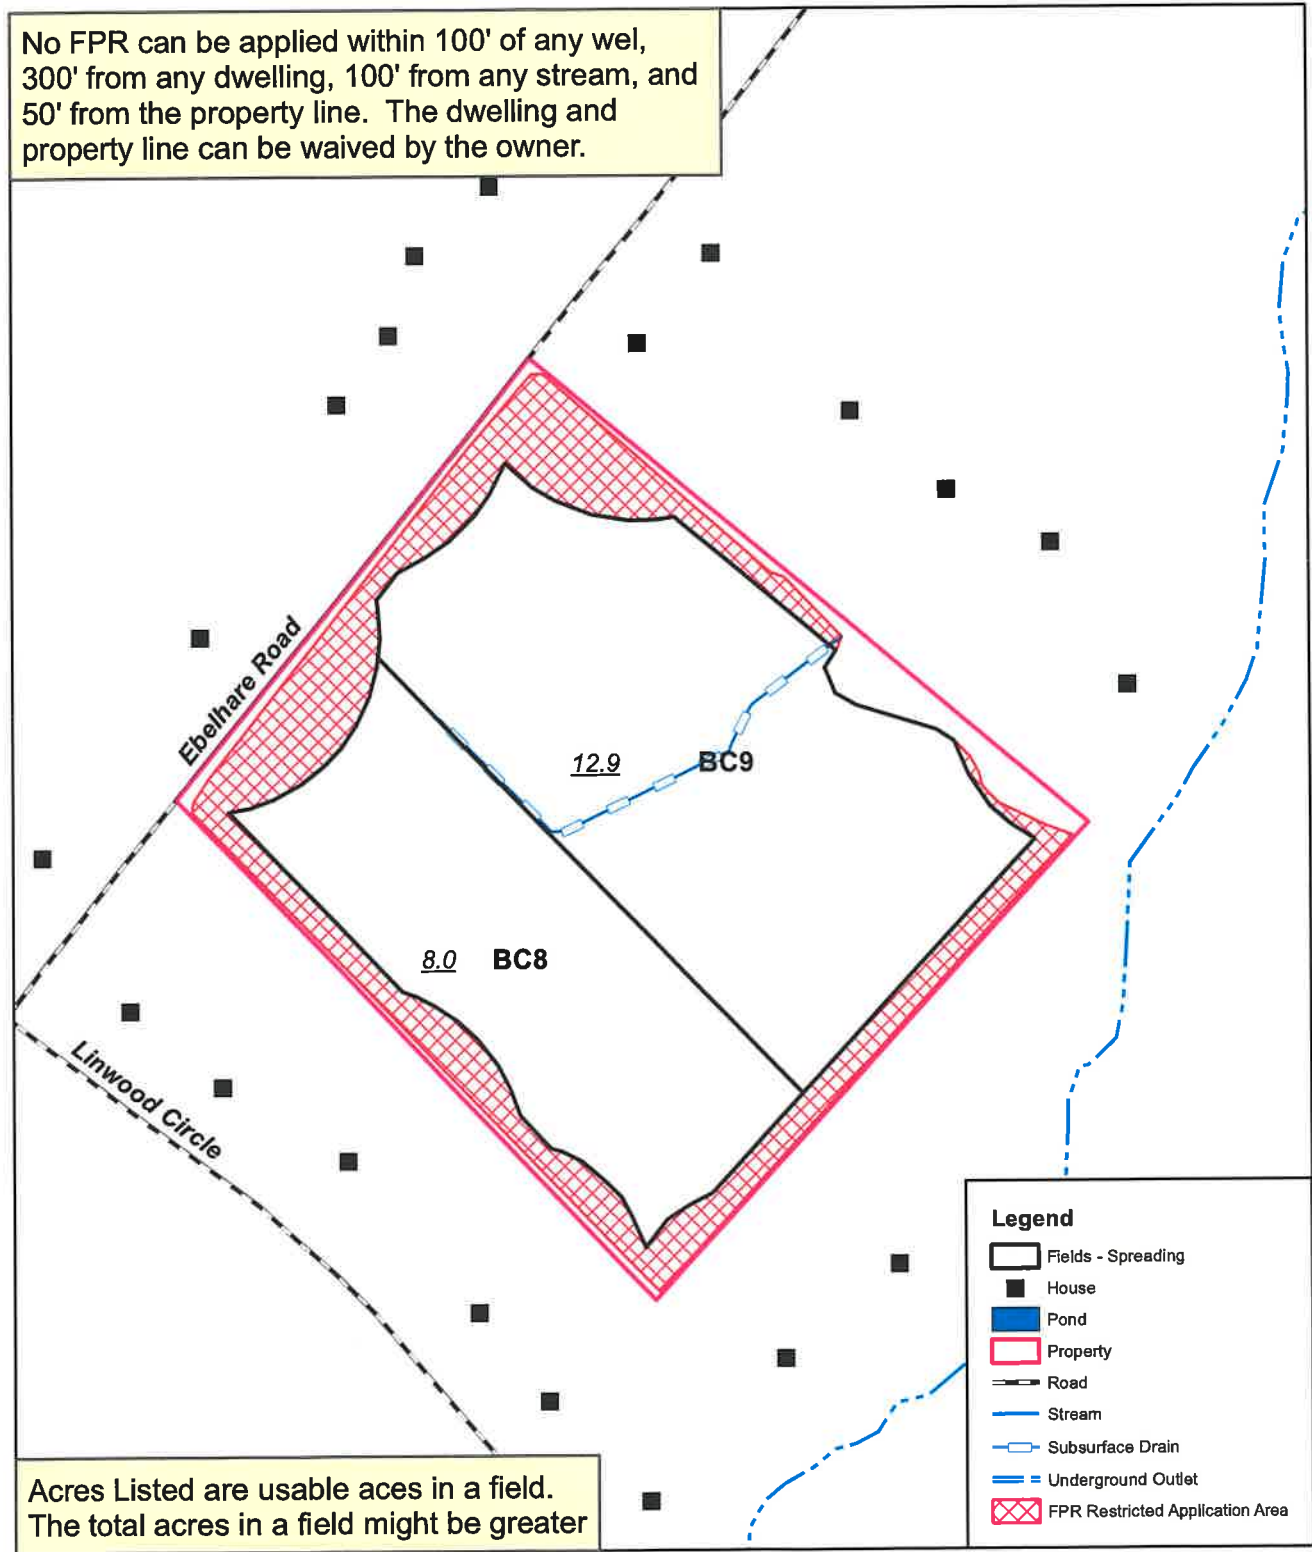 No FPR can be applied within 100' of any wel,
300' from any dwelling, 100' from any stream, and
50' from the property line. The dwelling and
property line can be waived by the owner.
Ebelhare Road
12.9
BC9
8.0 BC8
Linwood Circle
Legend
Fields - Spreading
House
Pond
Property
Road
Stream
Subsurface Drain
Underground Outlet
FPR Restricted Application Area
Acres Listed are usable aces in a field.
The total acres in a field might be greater